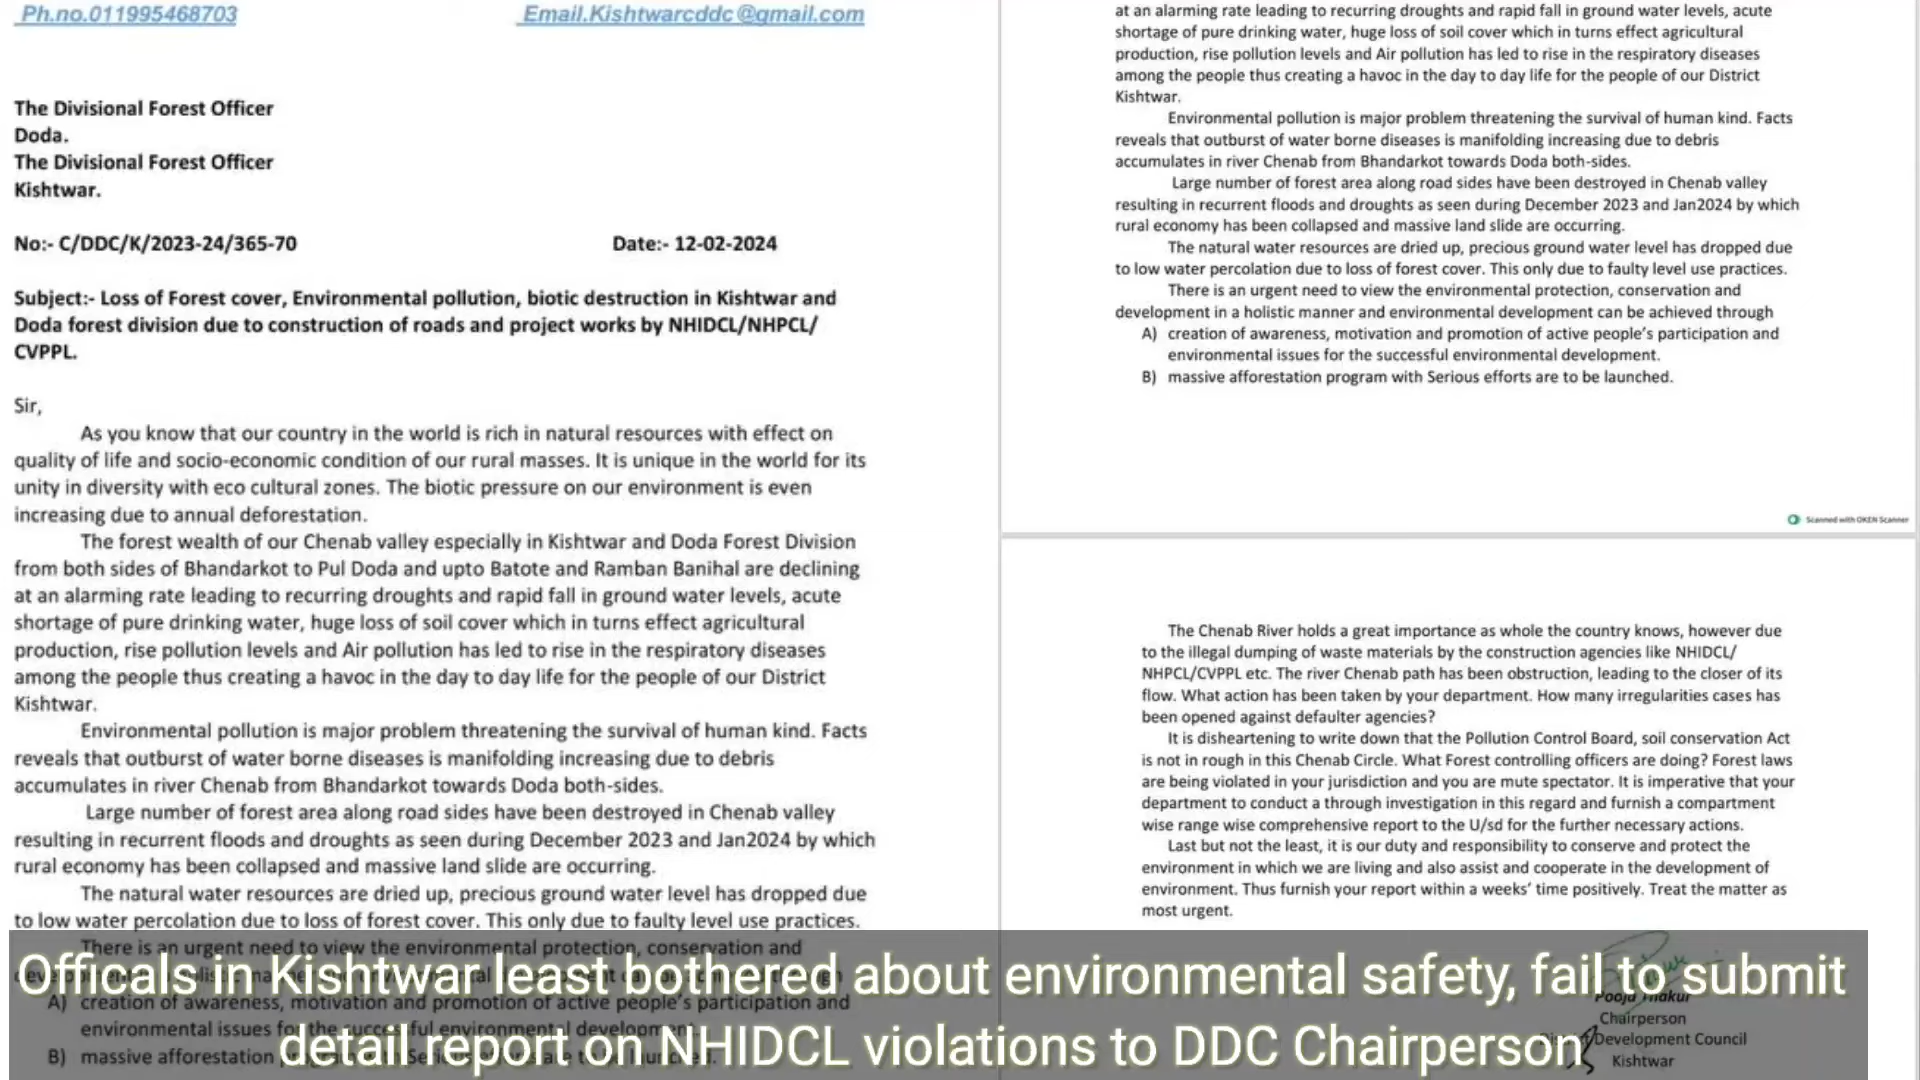 Ph.no.011995468703
Email.Kishtwarcddc@gmail.com
The Divisional Forest Officer
Doda.
The Divisional Forest Officer
Kishtwar.
No:- C/DDC/K/2023-24/365-70
Date:- 12-02-2024
Subject:- Loss of Forest cover, Environmental pollution, biotic destruction in Kishtwar and
Doda forest division due to construction of roads and project works by NHIDCL/NHPCL/
CVPPL.
Sir,
As you know that our country in the world is rich in natural resources with effect on
quality of life and socio-economic condition of our rural masses. It is unique in the world for its
unity in diversity with eco cultural zones. The biotic pressure on our environment is even
increasing due to annual deforestation.
The forest wealth of our Chenab valley especially in Kishtwar and Doda Forest Division
from both sides of Bhandarkot to Pul Doda and upto Batote and Ramban Banihal are declining
at an alarming rate leading to recurring droughts and rapid fall in ground water levels, acute
shortage of pure drinking water, huge loss of soil cover which in turns effect agricultural
production, rise pollution levels and Air pollution has led to rise in the respiratory diseases
among the people thus creating a havoc in the day to day life for the people of our District
Kishtwar.
Environmental pollution is major problem threatening the survival of human kind. Facts
reveals that outburst of water borne diseases is manifolding increasing due to debris
accumulates in river Chenab from Bhandarkot towards Doda both-sides.
Large number of forest area along road sides have been destroyed in Chenab valley
resulting in recurrent floods and droughts as seen during December 2023 and Jan2024 by which
rural economy has been collapsed and massive land slide are occurring.
The natural water resources are dried up, precious ground water level has dropped due
to low water percolation due to loss of forest cover. This only due to faulty level use practices.
There is an urgent need to view the environmental protection, conservation and
A) creation of awareness, motivation and promotion of active people's participation and
environmental issues for the successful environmental development.
B) massive afforestation
at an alarming rate leading to recurring droughts and rapid fall in ground water levels, acute
shortage of pure drinking water, huge loss of soil cover which in turns effect agricultural
production, rise pollution levels and Air pollution has led to rise in the respiratory diseases
among the people thus creating a havoc in the day to day life for the people of our District
Kishtwar.
Environmental pollution is major problem threatening the survival of human kind. Facts
reveals that outburst of water borne diseases is manifolding increasing due to debris
accumulates in river Chenab from Bhandarkot towards Doda both-sides.
Large number of forest area along road sides have been destroyed in Chenab valley
resulting in recurrent floods and droughts as seen during December 2023 and Jan2024 by which
rural economy has been collapsed and massive land slide are occurring.
The natural water resources are dried up, precious ground water level has dropped due
to low water percolation due to loss of forest cover. This only due to faulty level use practices.
There is an urgent need to view the environmental protection, conservation and
development in a holistic manner and environmental development can be achieved through
A) creation of awareness, motivation and promotion of active people's participation and
environmental issues for the successful environmental development.
B) massive afforestation program with Serious efforts are to be launched.
Scanned with OKEN Scanner
The Chenab River holds a great importance as whole the country knows, however due
to the illegal dumping of waste materials by the construction agencies like NHIDCL/
NHPCL/CVPPL etc. The river Chenab path has been obstruction, leading to the closer of its
flow. What action has been taken by your department. How many irregularities cases has
been opened against defaulter agencies?
It is disheartening to write down that the Pollution Control Board, soil conservation Act
is not in rough in this Chenab Circle. What Forest controlling officers are doing? Forest laws
are being violated in your jurisdiction and you are mute spectator. It is imperative that your
department to conduct a through investigation in this regard and furnish a compartment
wise range wise comprehensive report to the U/sd for the further necessary actions.
Last but not the least, it is our duty and responsibility to conserve and protect the
environment in which we are living and also assist and cooperate in the development of
environment. Thus furnish your report within a weeks' time positively. Treat the matter as
most urgent.
Pooja Thakur
Chairperson
District Development Council
Kishtwar
Officals in Kishtwar least bothered about environmental safety, fail to submit
detail report on NHIDCL violations to DDC Chairperson